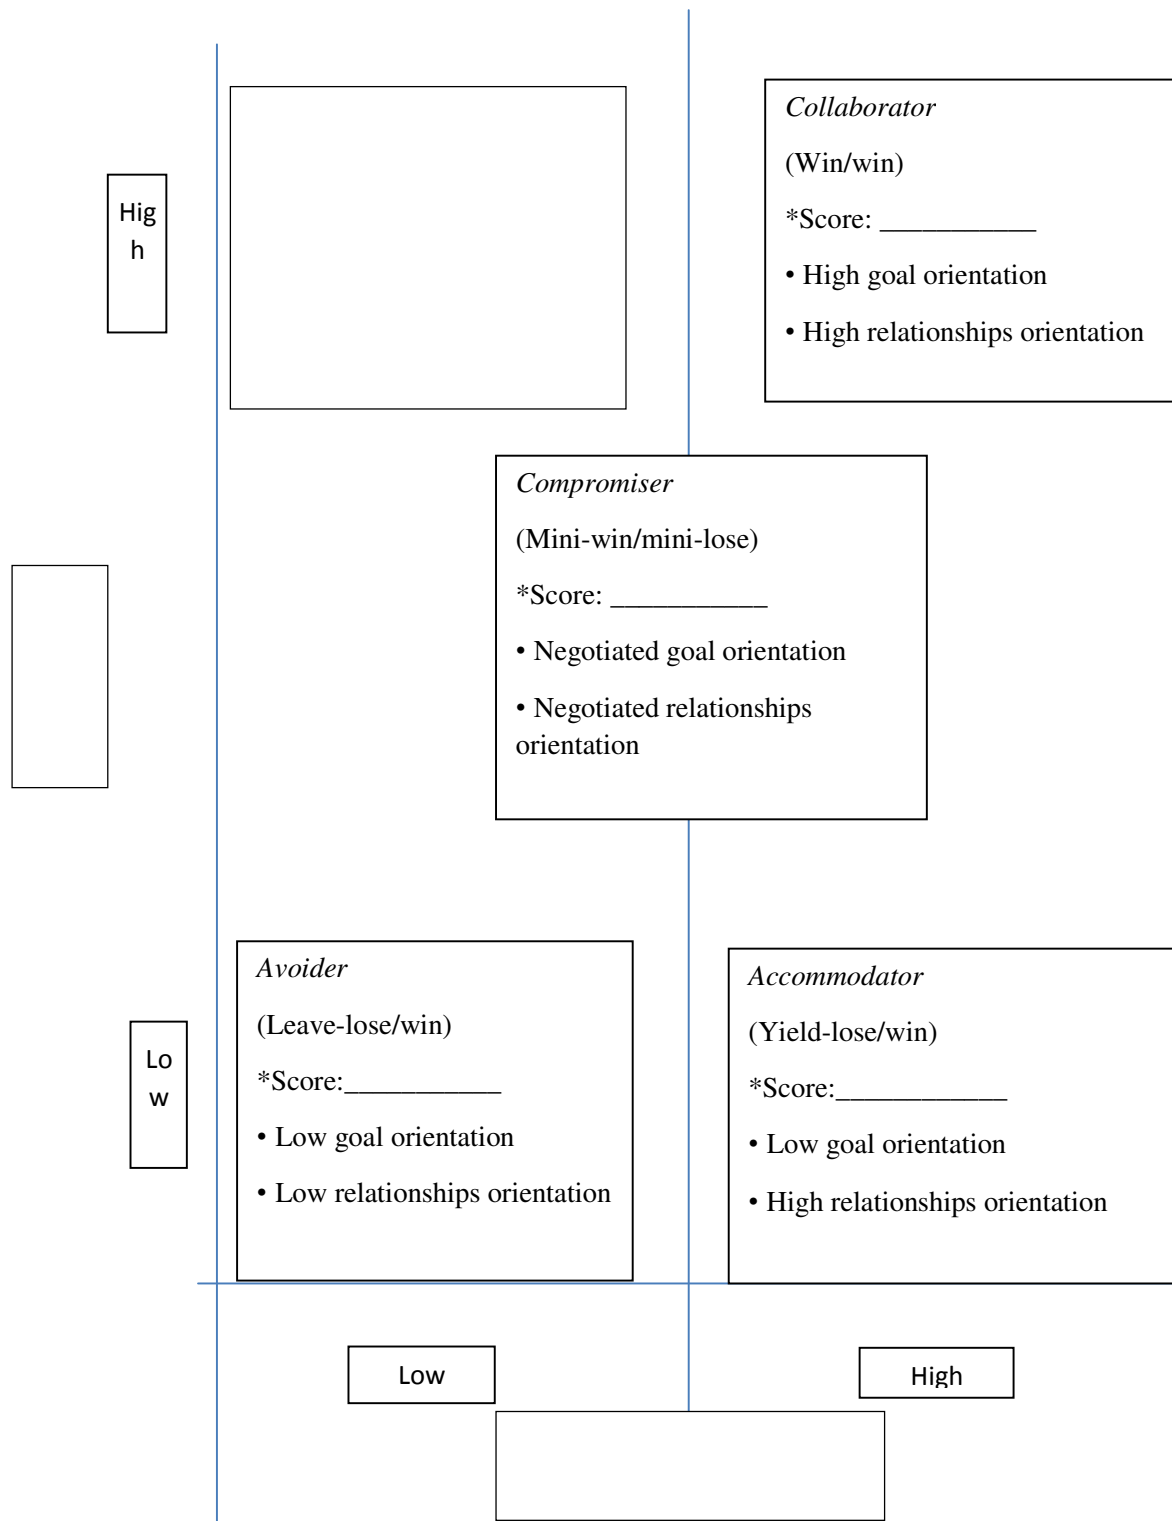 Collaborator
(Win/win)
*Score: ___________
• High goal orientation
• High relationships orientation
Hig
h
Compromiser
(Mini-win/mini-lose)
*Score: ___________
• Negotiated goal orientation
• Negotiated relationships
orientation
Avoider
(Leave-lose/win)
*Score:___________
• Low goal orientation
• Low relationships orientation
Accommodator
(Yield-lose/win)
*Score:____________
• Low goal orientation
• High relationships orientation
Lo
w
Low
High